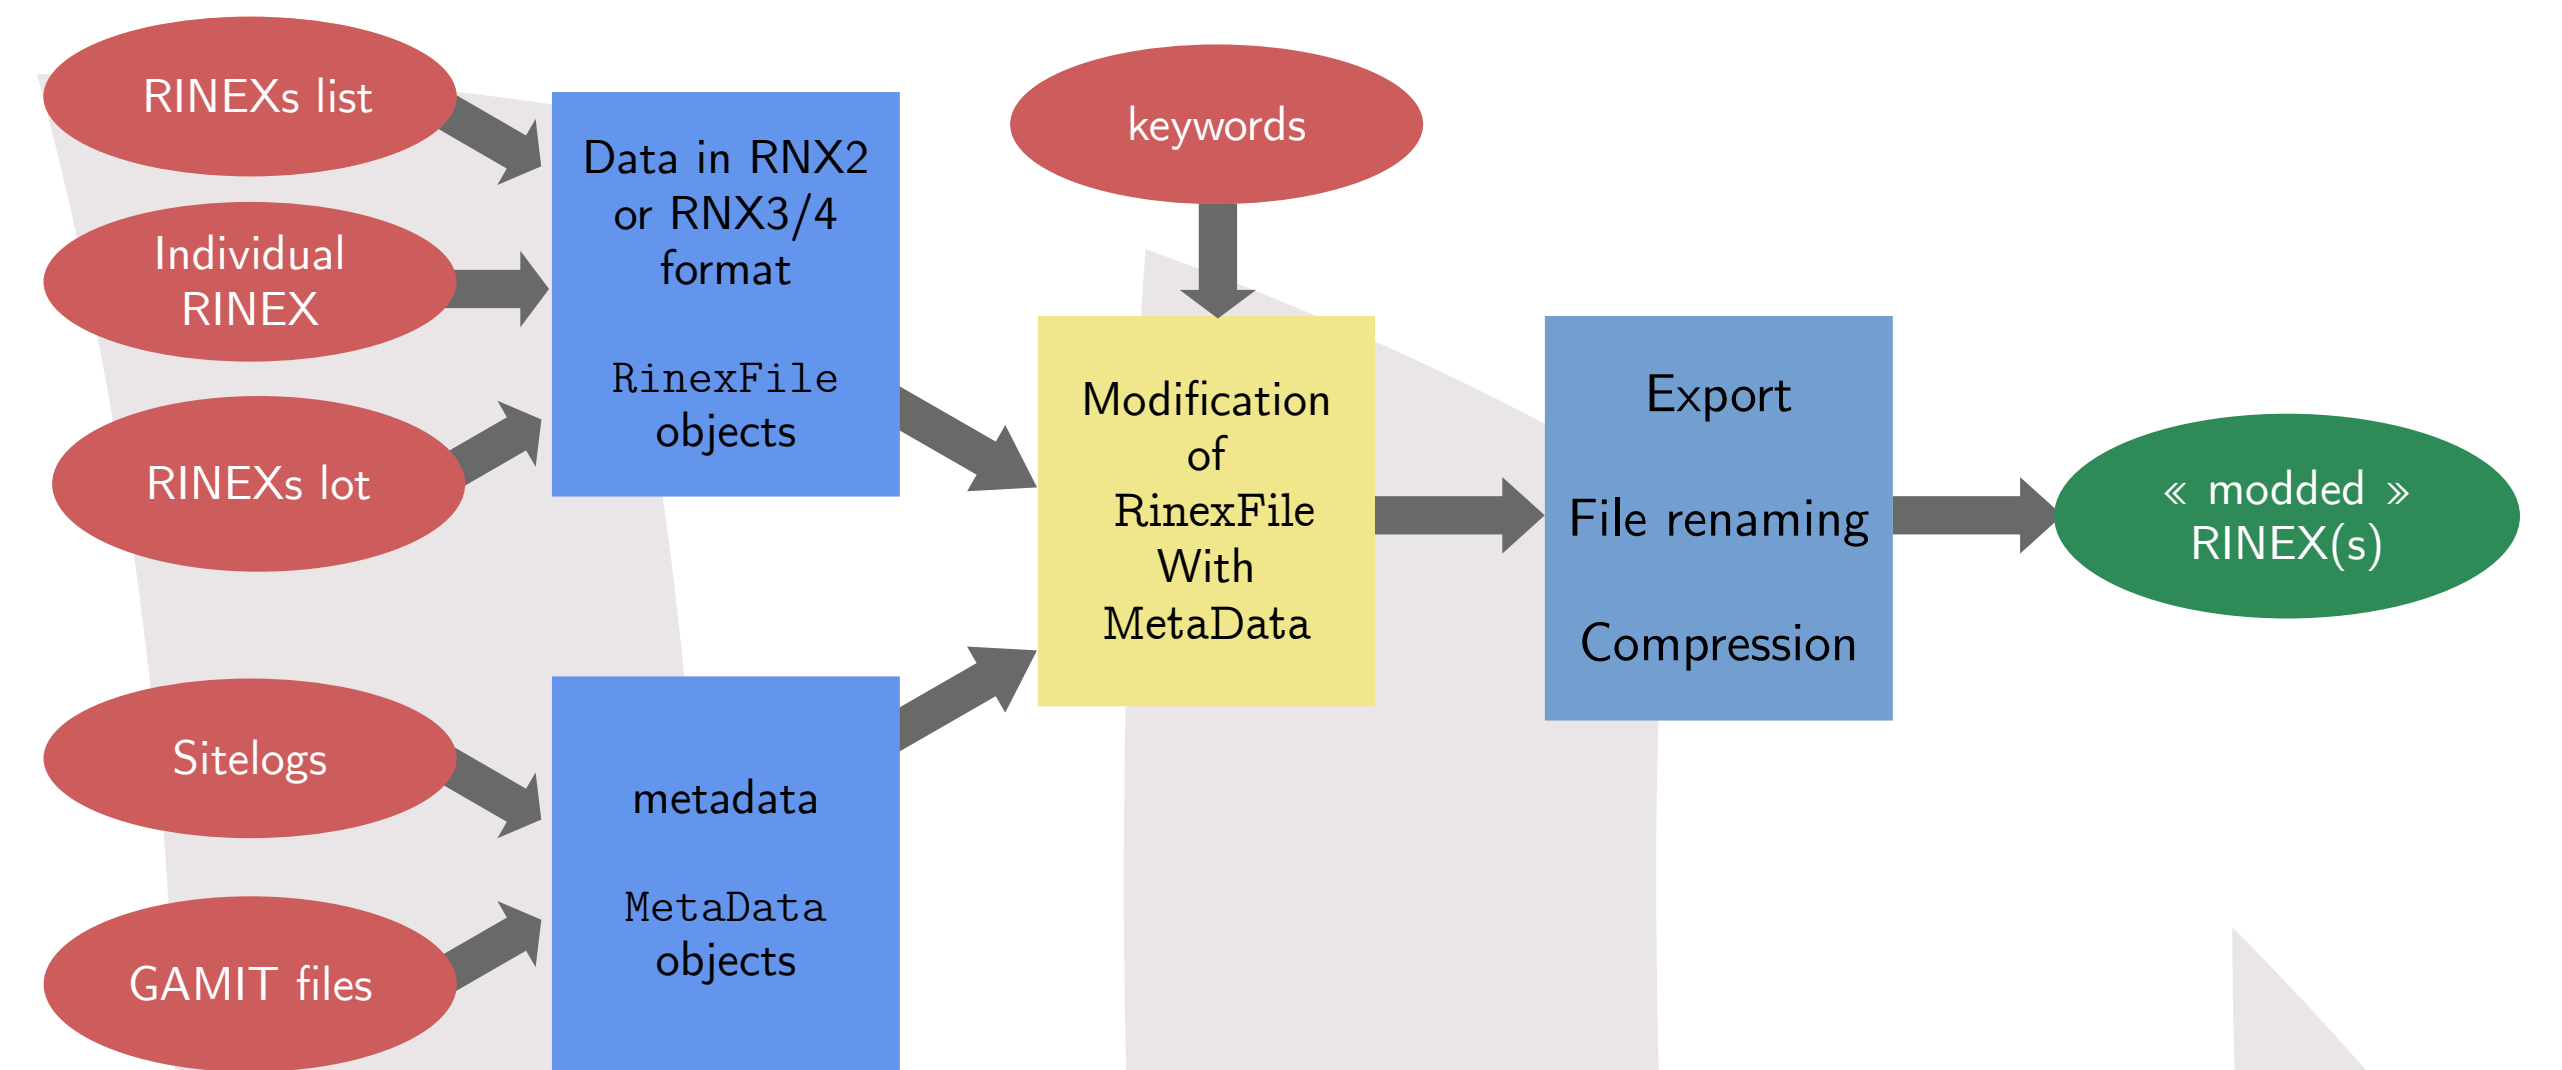 RINEXs list
Individual
RINEX
RINEXs lot
Sitelogs
GAMIT files
Data in RNX2
or RNX3/4
format
RinexFile
objects
metadata
MetaData
objects
keywords
Modification
of
RinexFile
With
MetaData
Export
File renaming
Compression
« modded »
RINEX(s)